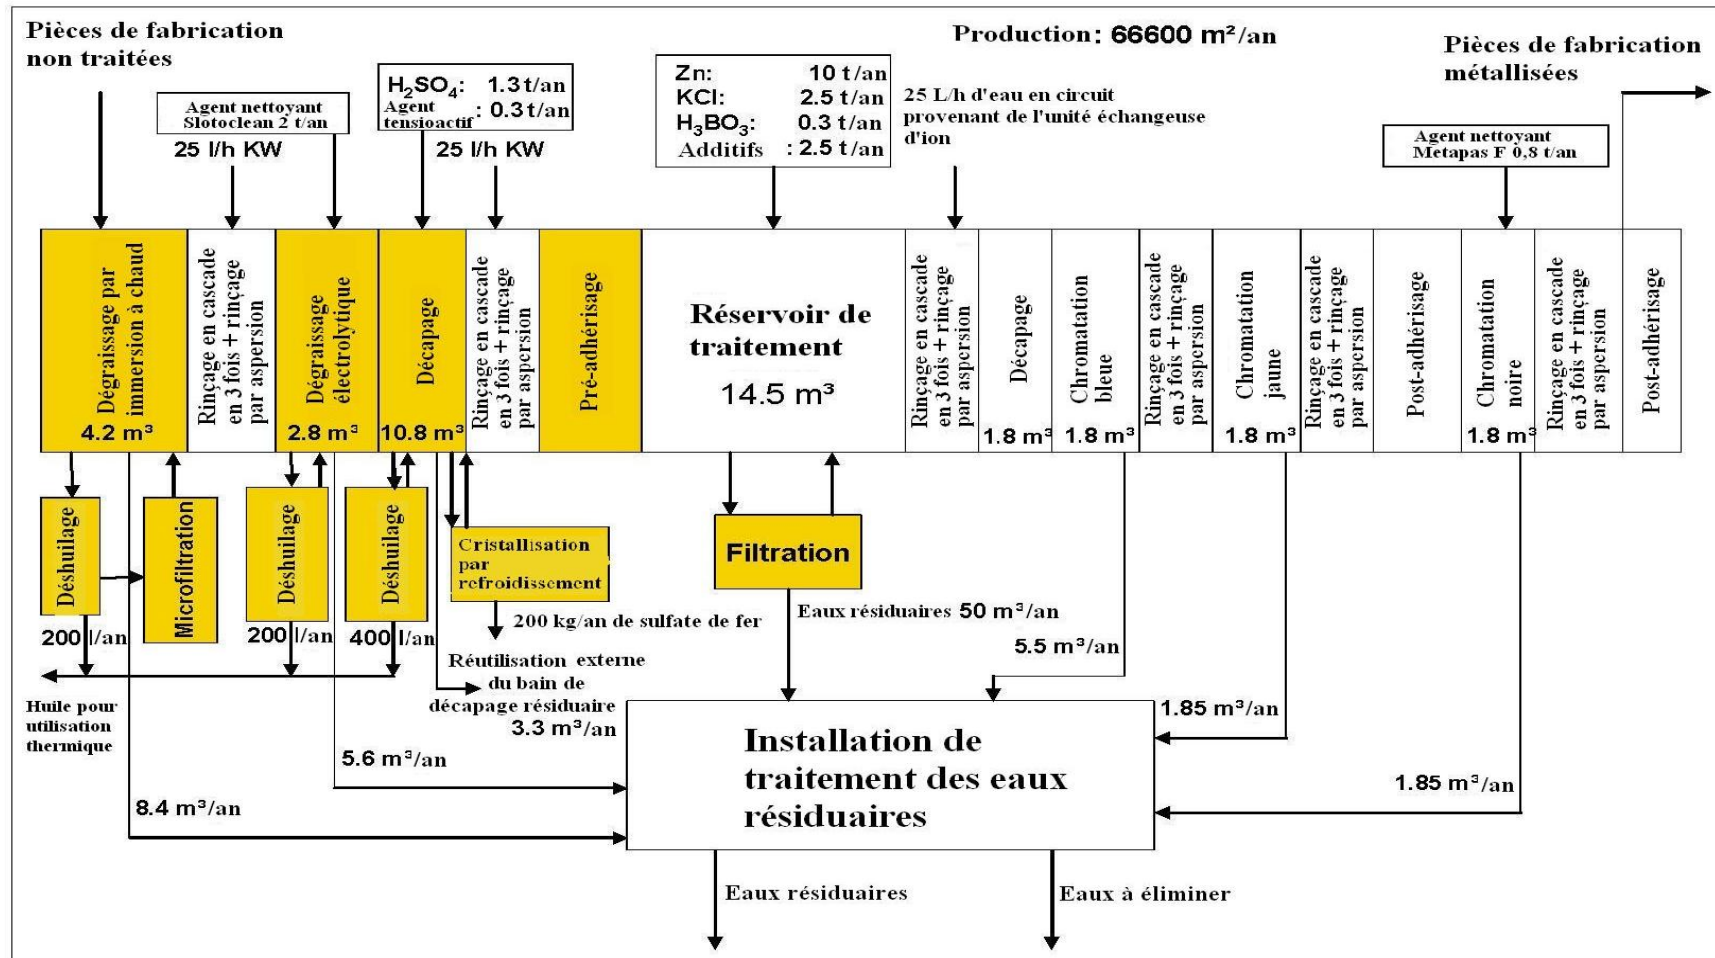 Pièces de fabrication
non traitées
Production: 66600 m²/an
Pièces de fabrication
métallisées
Agent nettoyant
Slotoclean 2 t/an
25 l/h KW
H₂SO₄: 1.3 t/an
Agent
tensioactif : 0.3 t/an
25 l/h KW
Zn: 10 t/an
KCl: 2.5 t/an
H₃BO₃: 0.3 t/an
Additifs : 2.5 t/an
25 L/h d'eau en circuit
provenant de l'unité échangeuse
d'ion
Agent nettoyant
Metapas F 0,8 t/an
Dégraissage par
immersion à chaud
4.2 m³
Rinçage en cascade
en 3 fois + rinçage
par aspersion
Dégraissage
électrolytique
2.8 m³
Décapage
10.8 m³
Rinçage en cascade
en 3 fois + rinçage
par aspersion
Pré-adhérisage
Réservoir de
traitement
14.5 m³
Rinçage en cascade
en 3 fois + rinçage
par aspersion
Décapage
1.8 m³
Chromatation
bleue
1.8 m³
Rinçage en cascade
en 3 fois + rinçage
par aspersion
Chromatation
jaune
1.8 m³
Rinçage en cascade
en 3 fois + rinçage
par aspersion
Post-adhérisage
Chromatation
noire
1.8 m³
Rinçage en cascade
en 3 fois + rinçage
par aspersion
Post-adhérisage
Déshuilage
Microfiltration
Déshuilage
Déshuilage
Cristallisation
par
refroidissement
Filtration
200 l/an
200 l/an
400 l/an
200 kg/an de sulfate de fer
Eaux résiduaires 50 m³/an
5.5 m³/an
Réutilisation externe
du bain de
décapage résiduaire
3.3 m³/an
Huile pour
utilisation
thermique
1.85 m³/an
5.6 m³/an
1.85 m³/an
8.4 m³/an
Installation de
traitement des eaux
résiduaires
Eaux résiduaires
Eaux à éliminer